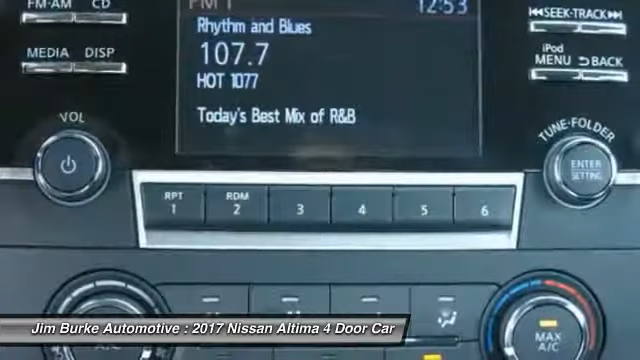 FM·AM CD
FM 1 12:53
SEEK·TRACK
Rhythm and Blues
107.7
HOT 1077
MEDIA DISP
iPod
MENU BACK
Today's Best Mix of R&B
VOL
TUNE·FOLDER
ENTER
SETTING
RPT RDM
1 2 3 4 5 6
MAX
A/C
A/C
Jim Burke Automotive : 2017 Nissan Altima 4 Door Car